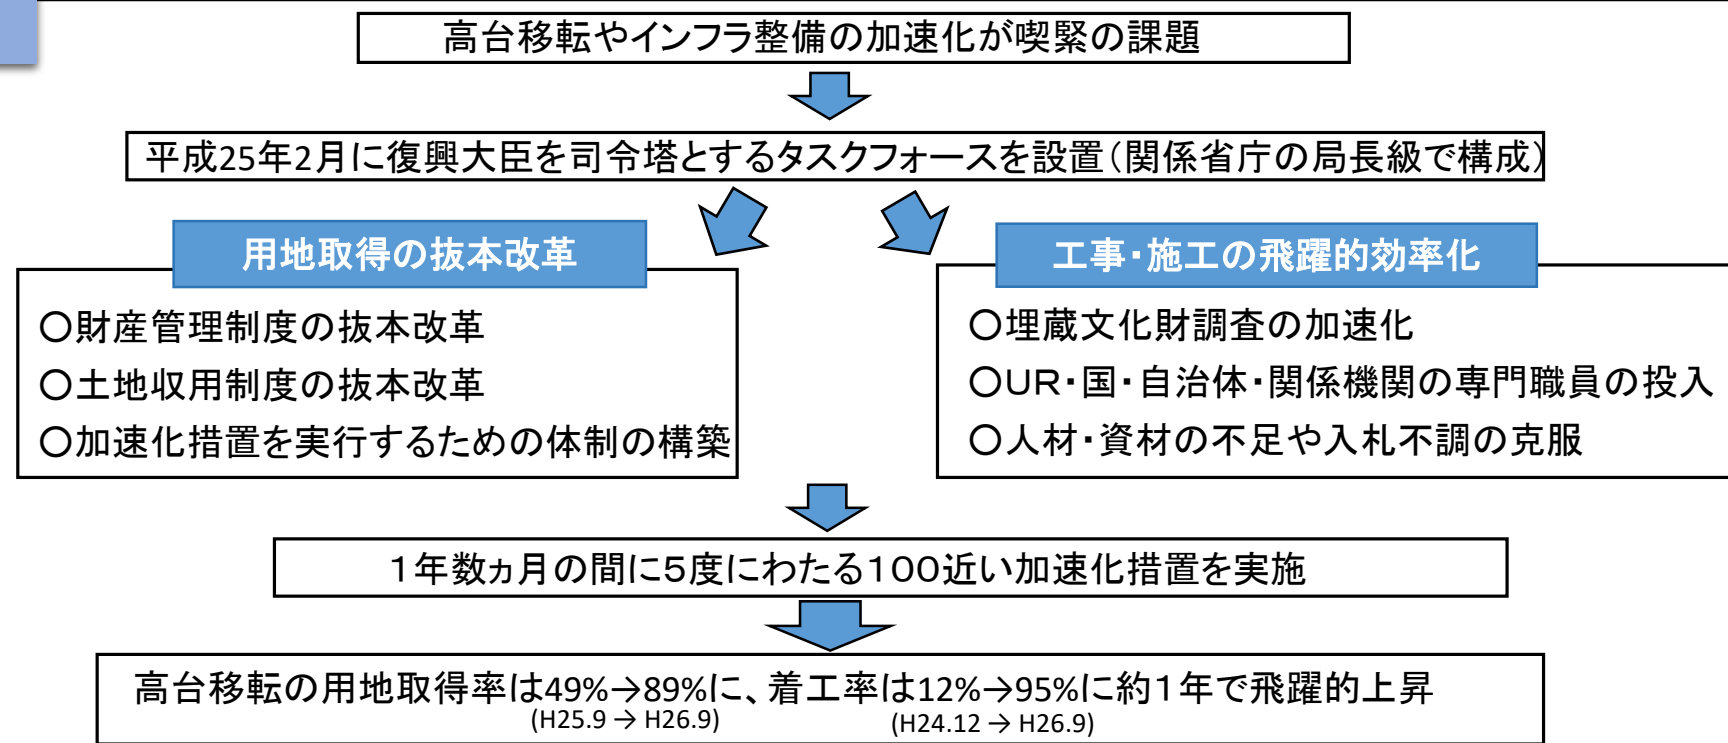 高台移転やインフラ整備の加速化が喫緊の課題
平成25年2月に復興大臣を司令塔とするタスクフォースを設置（関係省庁の局長級で構成）
用地取得の抜本改革
○財産管理制度の抜本改革
○土地収用制度の抜本改革
○加速化措置を実行するための体制の構築
工事・施工の飛躍的効率化
○埋蔵文化財調査の加速化
○ＵＲ・国・自治体・関係機関の専門職員の投入
○人材・資材の不足や入札不調の克服
１年数ヵ月の間に５度にわたる１００近い加速化措置を実施
高台移転の用地取得率は49%→89%に、着工率は12%→95%に約１年で飛躍的上昇
(H25.9 → H26.9) (H24.12 → H26.9)